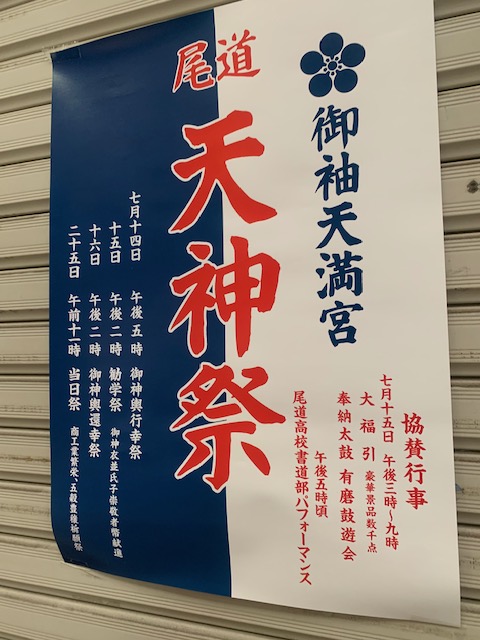 御袖天満宮
尾道
天神祭
協賛行事
七月十五日 午後三時～九時
大福引 豪華景品数千点
奉納太鼓 有磨鼓遊会
午後五時頃
尾道高校書道部パフォーマンス
七月十四日 午後五時 御神輿行幸祭
十五日 午後二時 勧学祭 御神衣並氏子崇敬者幣献進
十六日 午後二時 御神輿還幸祭
二十五日 午前十一時 当日祭 商工業繁栄、五穀豊穣祈願祭